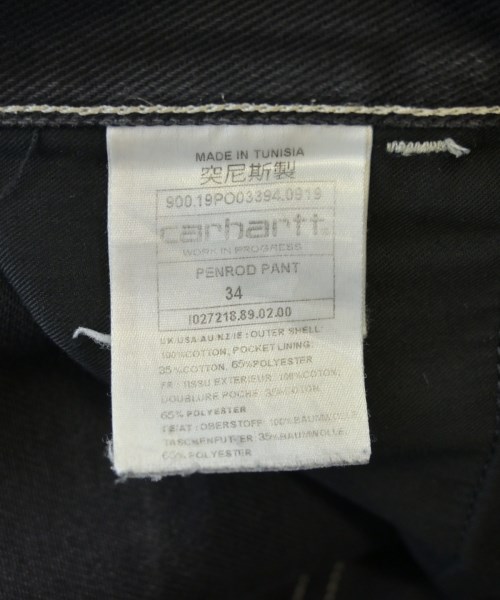 MADE IN TUNISIA
突尼斯製
900.19PO03394.0919
carhartt
WORK IN PROGRESS
PENROD PANT
34
I027218.89.02.00
UK/USA/AU/NZ/IE: OUTER SHELL:
100%COTTON, POCKET LINING:
35%COTTON, 65%POLYESTER
FR: TISSU EXTERIEUR: 100%COTON,
DOUBLURE POCHE: 35%COTON,
65% POLYESTER
DE/AT: OBERSTOFF: 100%BAUMWOLLE,
TASCHENFUTTER: 35%BAUMWOLLE,
65% POLYESTER